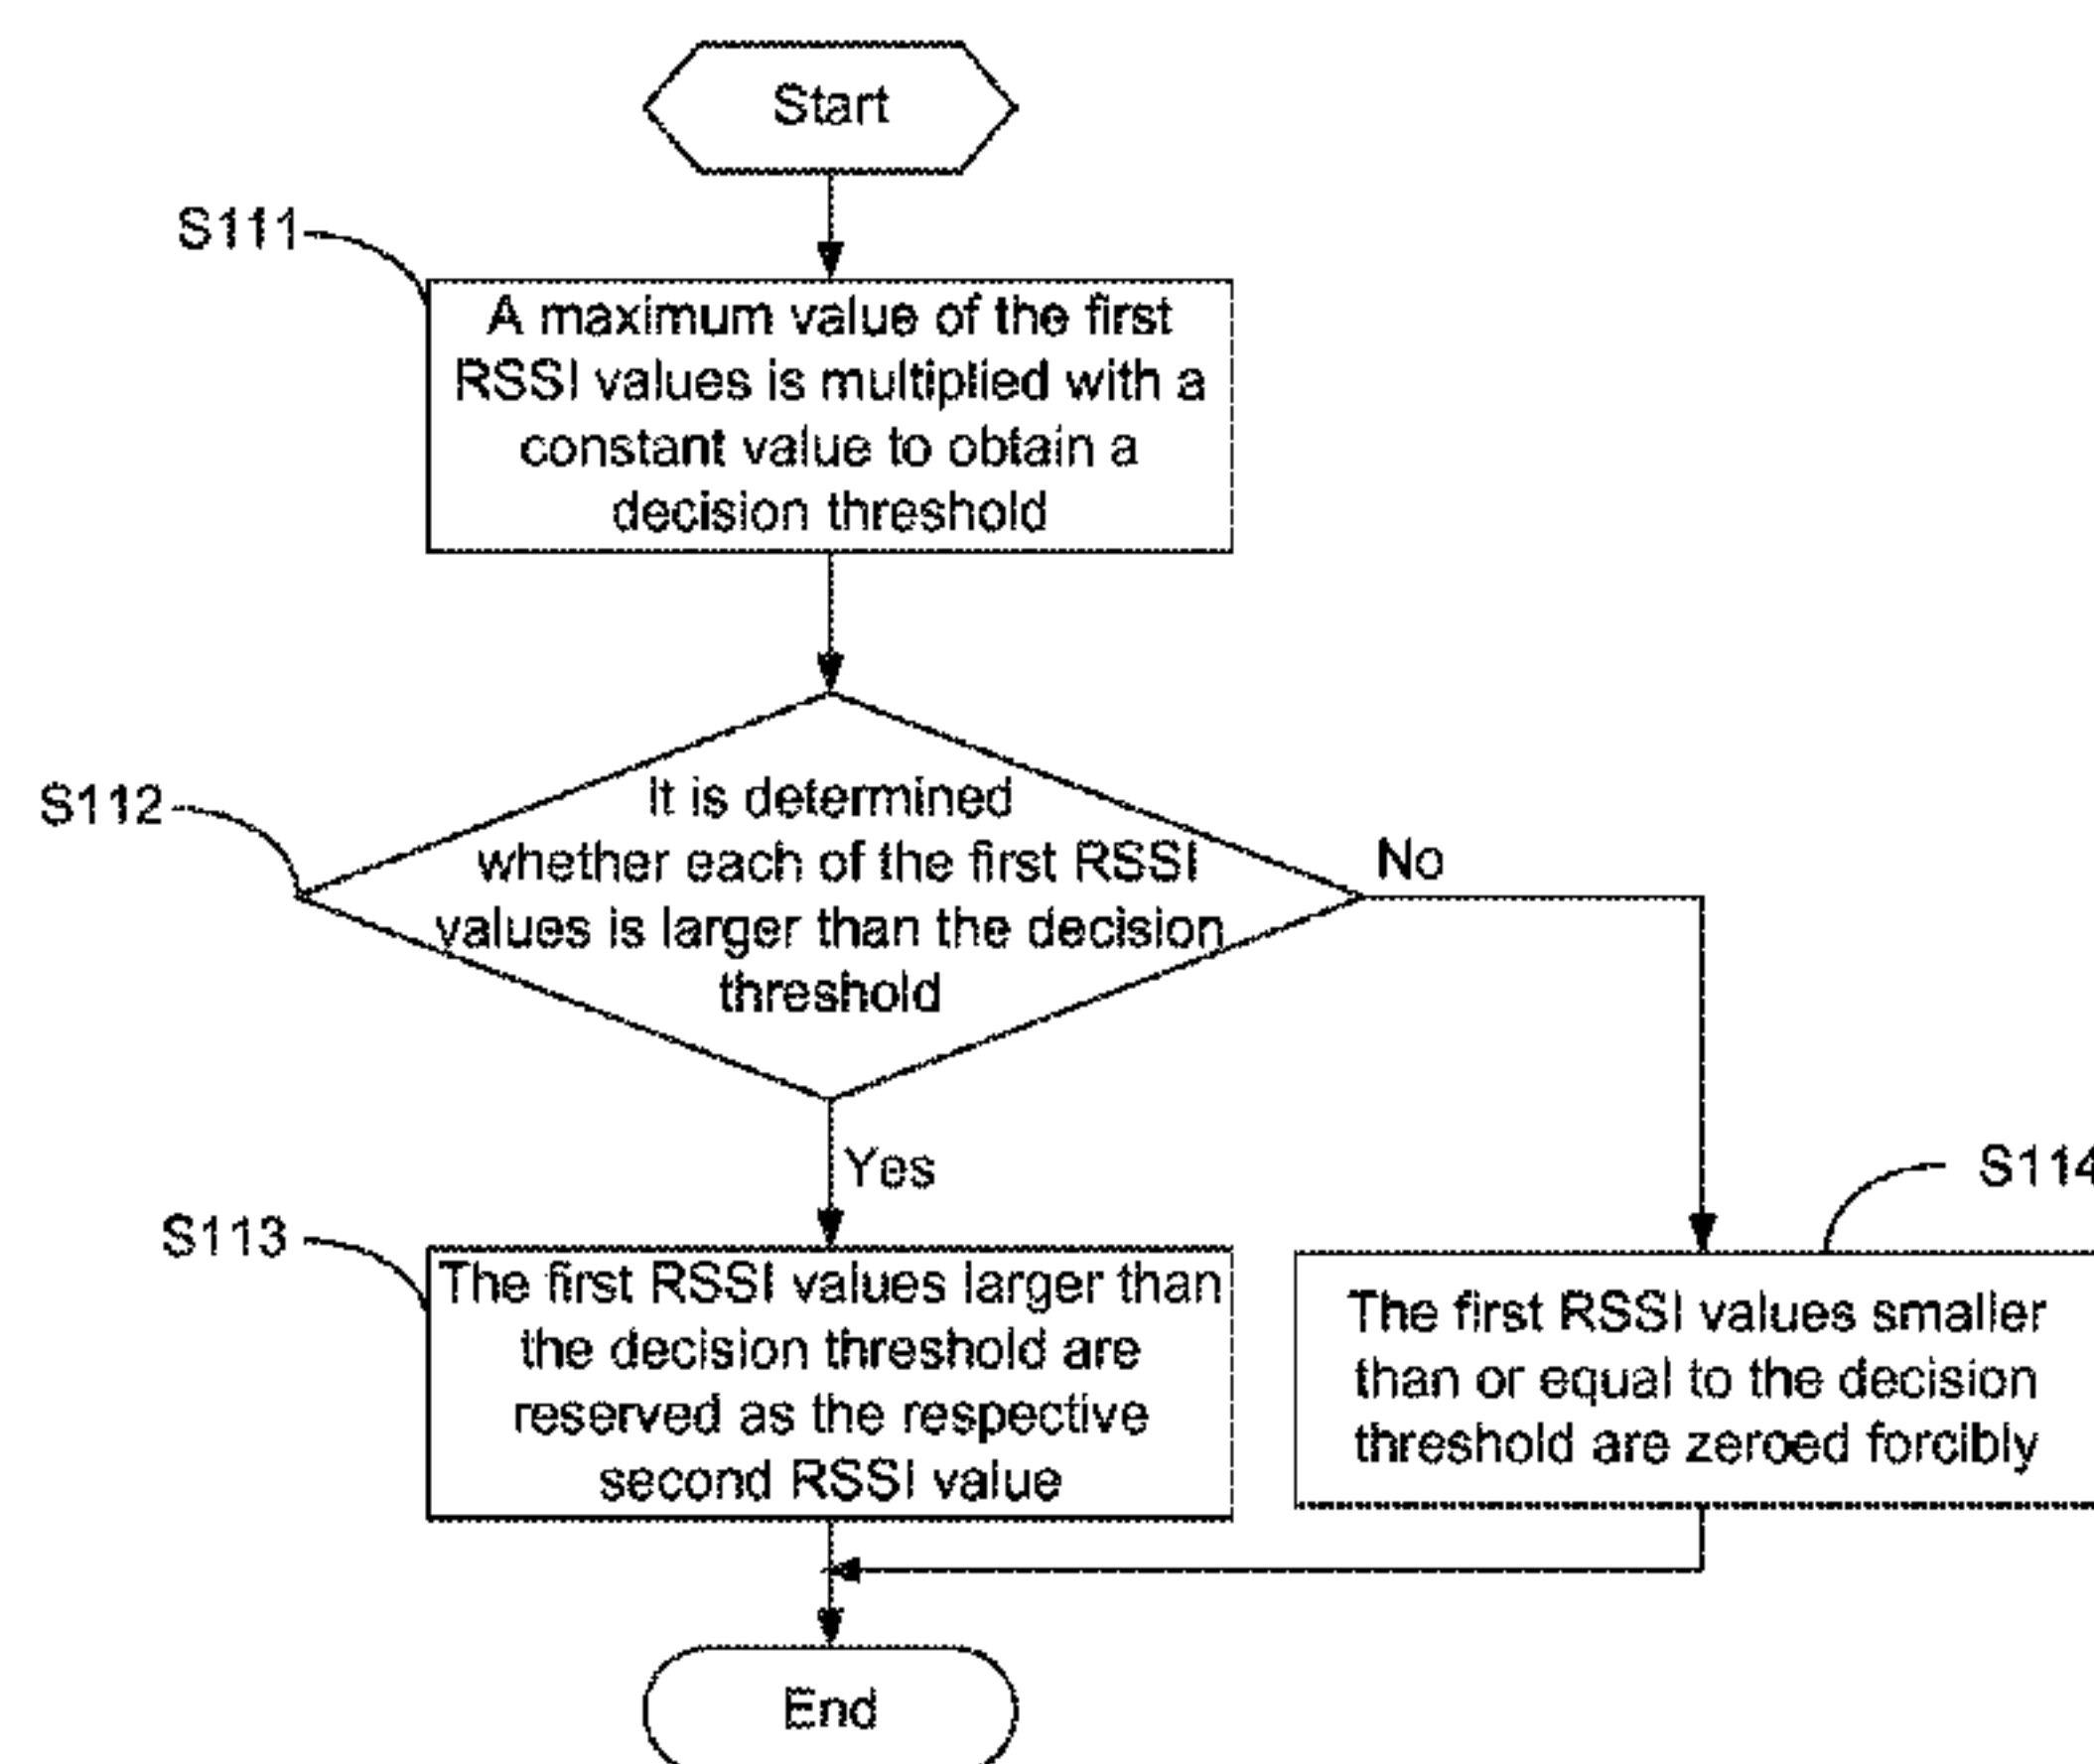 Start
S111
A maximum value of the first
RSSI values is multiplied with a
constant value to obtain a
decision threshold
S112
It is determined
whether each of the first RSSI
values is larger than the decision
threshold
No
Yes
S113
The first RSSI values larger than
the decision threshold are
reserved as the respective
second RSSI value
S114
The first RSSI values smaller
than or equal to the decision
threshold are zeroed forcibly
End